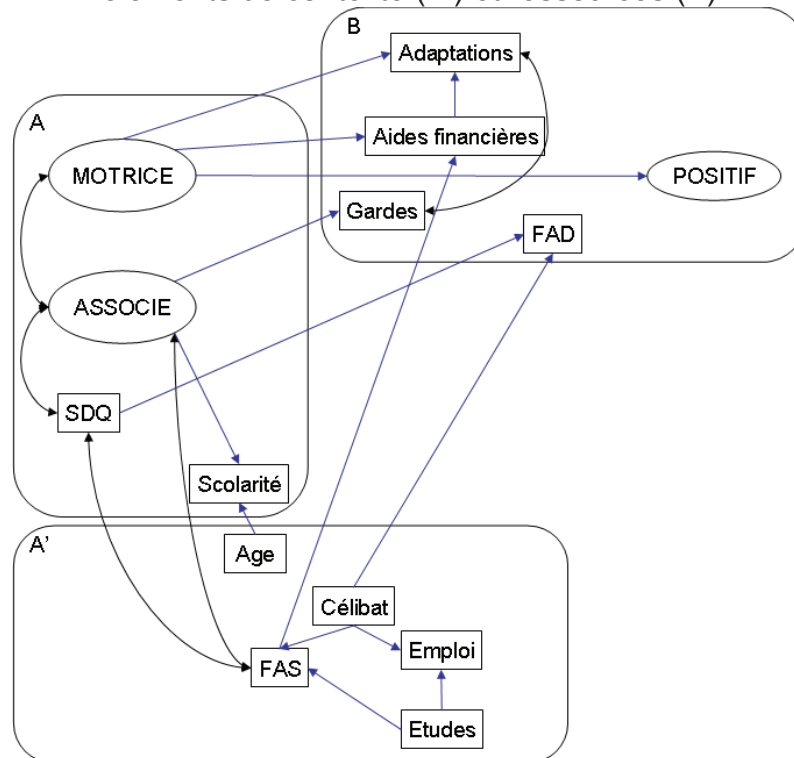 B
Adaptations
A
Aides financières
MOTRICE
POSITIF
Gardes
FAD
ASSOCIE
SDQ
Scolarité
A'
Age
Célibat
Emploi
FAS
Etudes